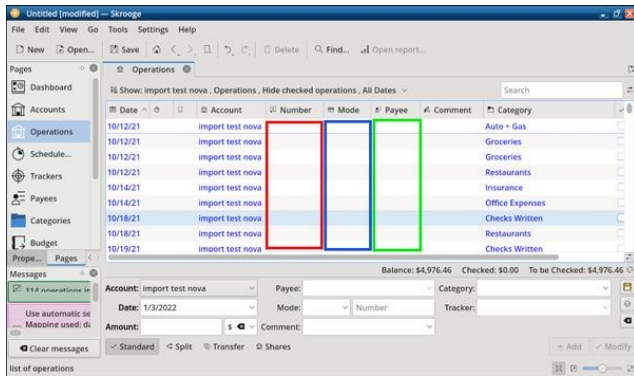 Untitled [modified] — Skrooge
File Edit View Go Tools Settings Help
New Open... Save Delete Find... Open report...
Pages
Operations
Dashboard
Show: import test nova , Operations , Hide checked operations , All Dates
Search
Date Account Number Mode Payee Comment Category
Accounts
Operations
Schedule...
Trackers
Payees
Categories
Budget
10/12/21 import test nova Auto + Gas
10/12/21 import test nova Groceries
10/12/21 import test nova Groceries
10/12/21 import test nova Restaurants
10/14/21 import test nova Insurance
10/14/21 import test nova Office Expenses
10/18/21 import test nova Checks Written
10/18/21 import test nova Restaurants
10/19/21 import test nova Checks Written
Prope... Pages
Balance: $4,976.46 Checked: $0.00 To be Checked: $4,976.46
Messages
114 operations
Use automatic se
Mapping used: d
Clear messages
Account: import test nova Payee: Category:
Date: 1/3/2022 Mode: Number Tracker:
Amount: $ Comment:
Standard Split Transfer Shares
+ Add Modify
list of operations